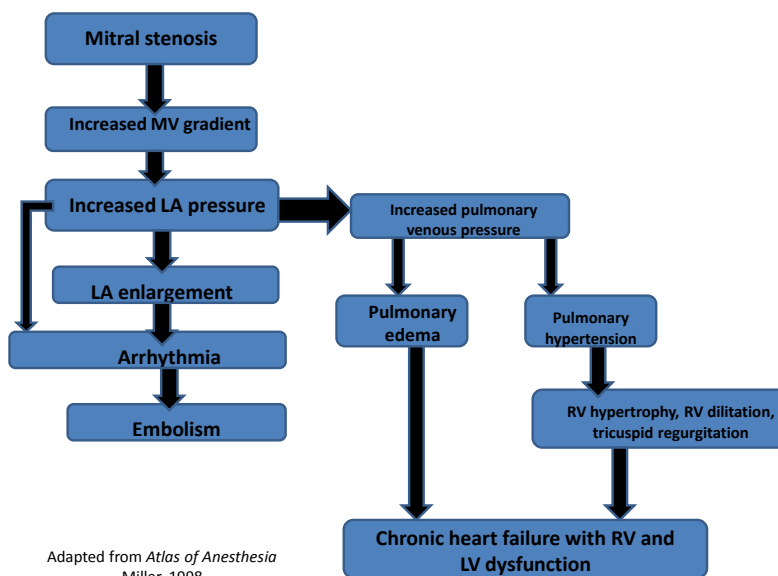 Mitral stenosis
Increased MV gradient
Increased LA pressure
Increased pulmonary
venous pressure
LA enlargement
Pulmonary
edema
Pulmonary
hypertension
Arrhythmia
Embolism
RV hypertrophy, RV dilitation,
tricuspid regurgitation
Chronic heart failure with RV and
LV dysfunction
Adapted from Atlas of Anesthesia
Miller, 1998